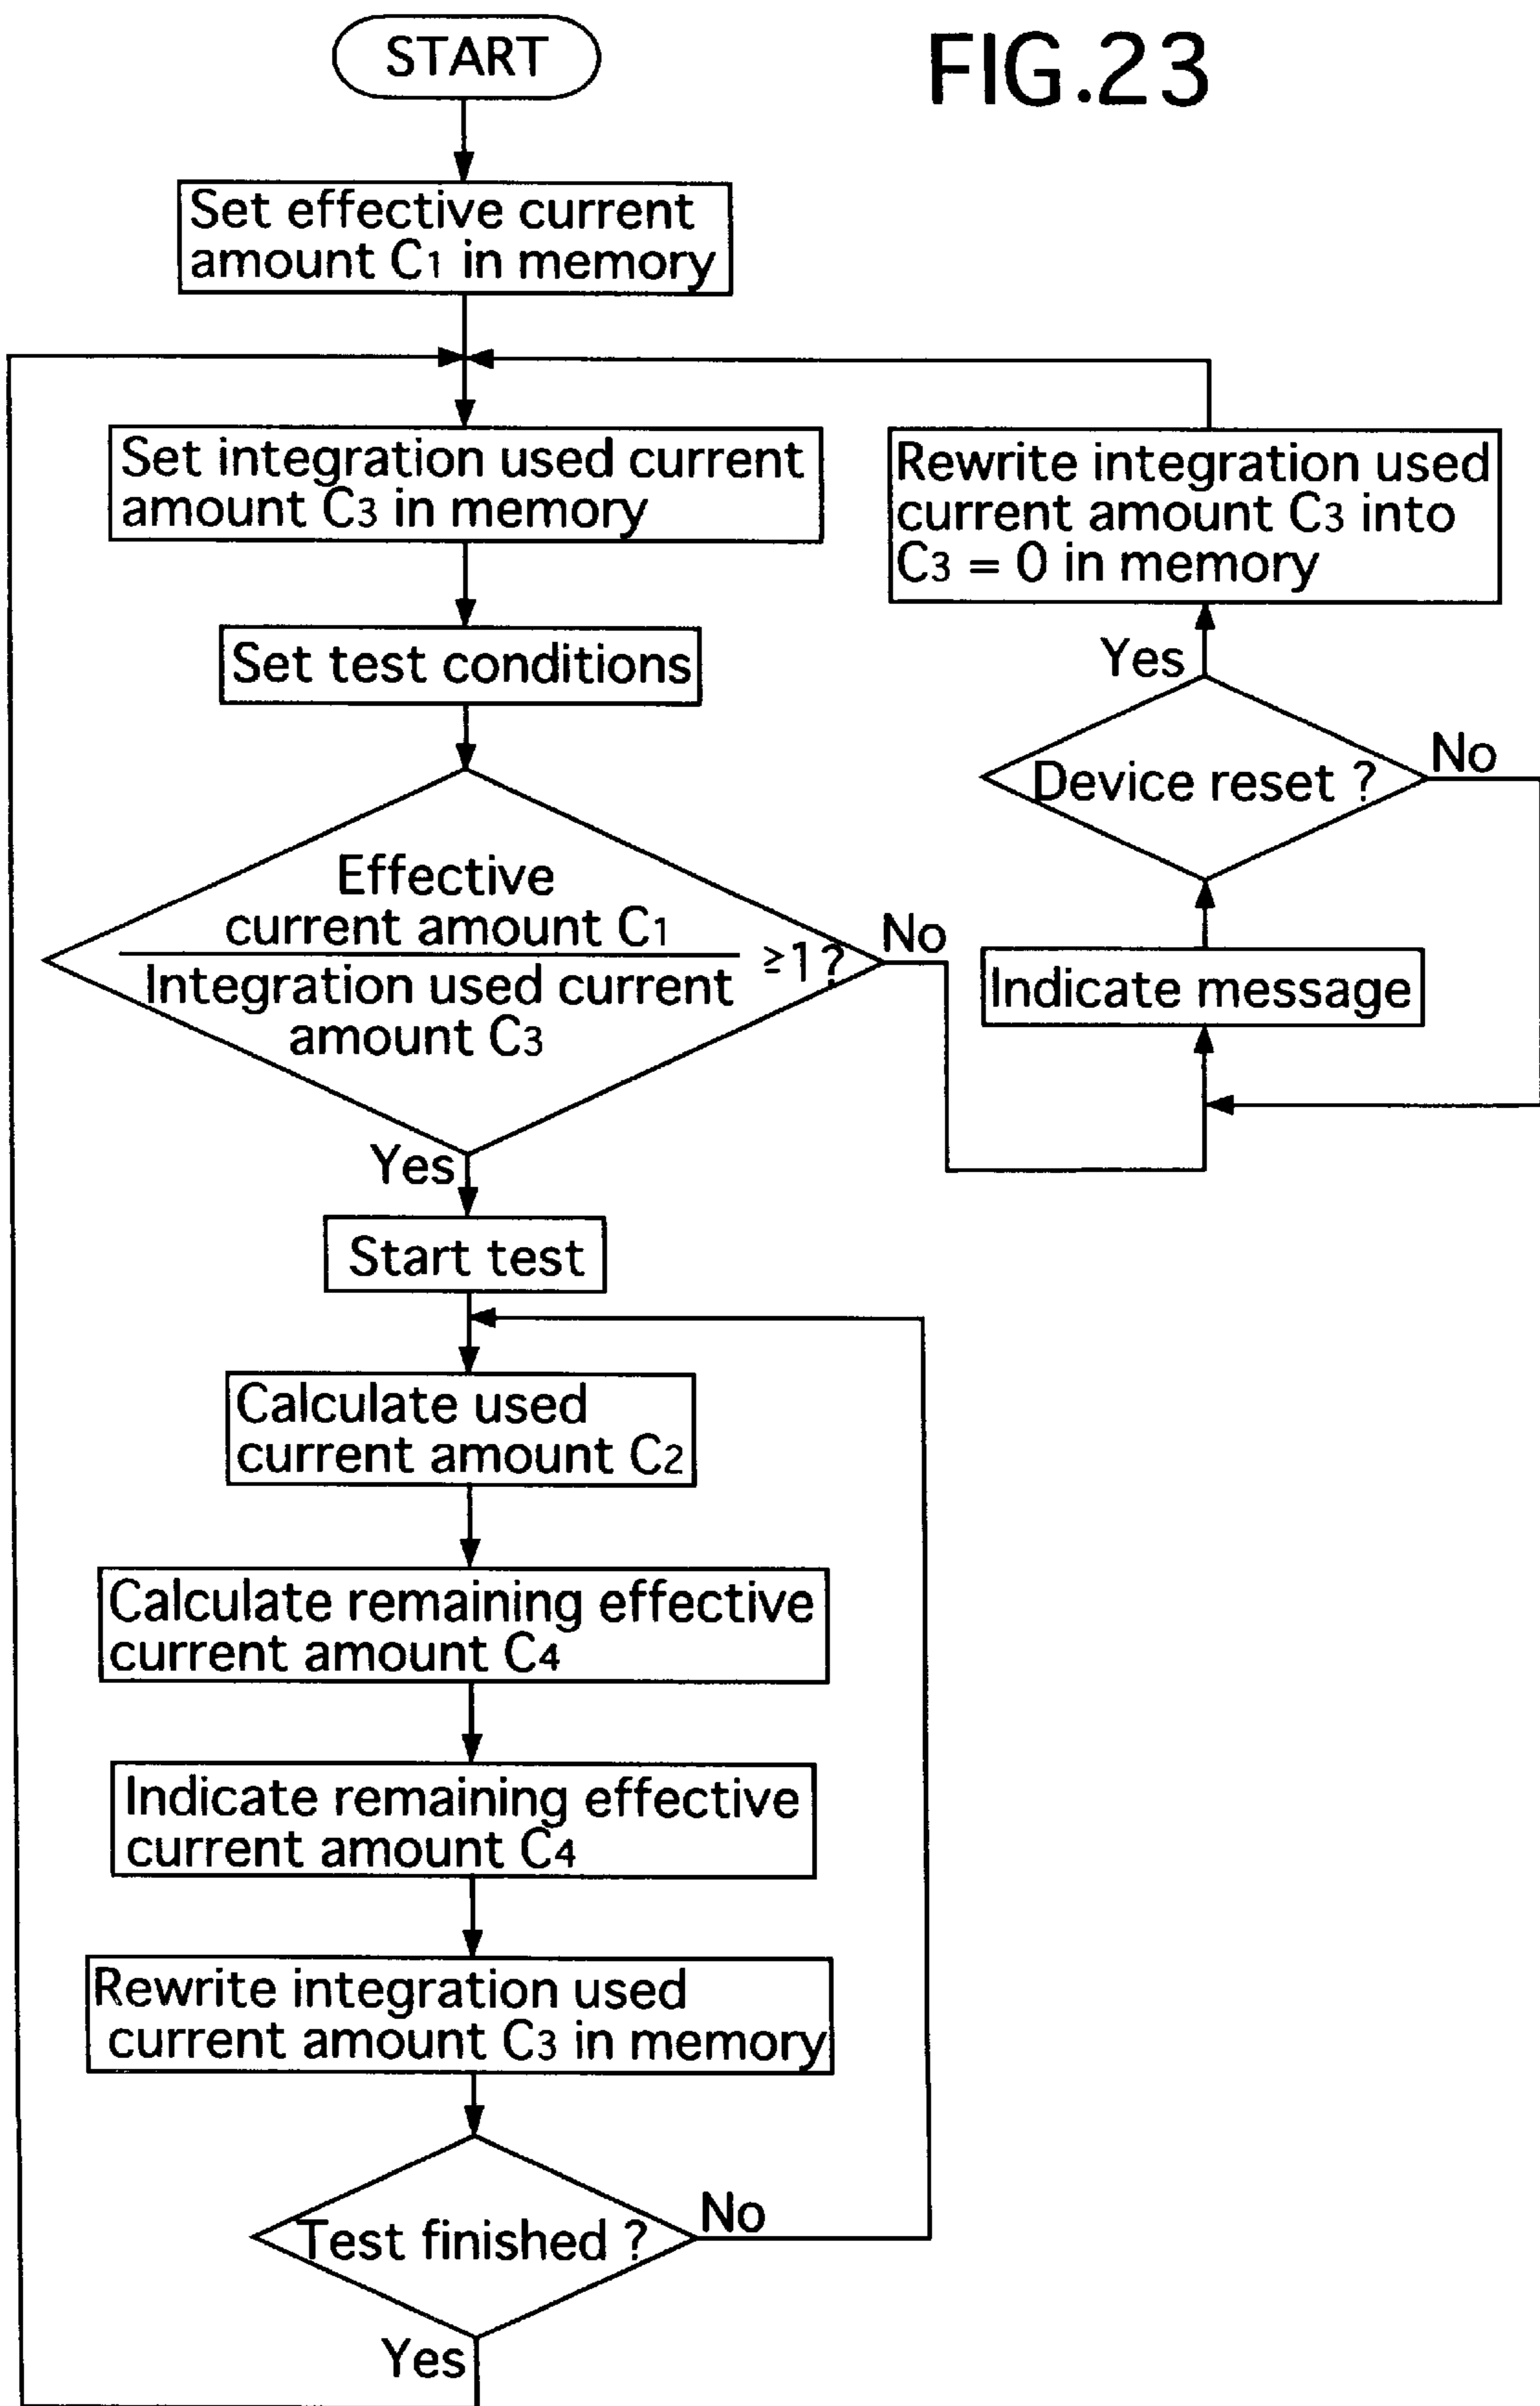 START
FIG.23
Set effective current
amount C1 in memory
Set integration used current
amount C3 in memory
Rewrite integration used
current amount C3 into
C3 = 0 in memory
Set test conditions
Yes
Device reset ?
No
Effective
current amount C1
Integration used current
amount C3
≥1?
No
Indicate message
Yes
Start test
Calculate used
current amount C2
Calculate remaining effective
current amount C4
Indicate remaining effective
current amount C4
Rewrite integration used
current amount C3 in memory
Test finished ?
No
Yes